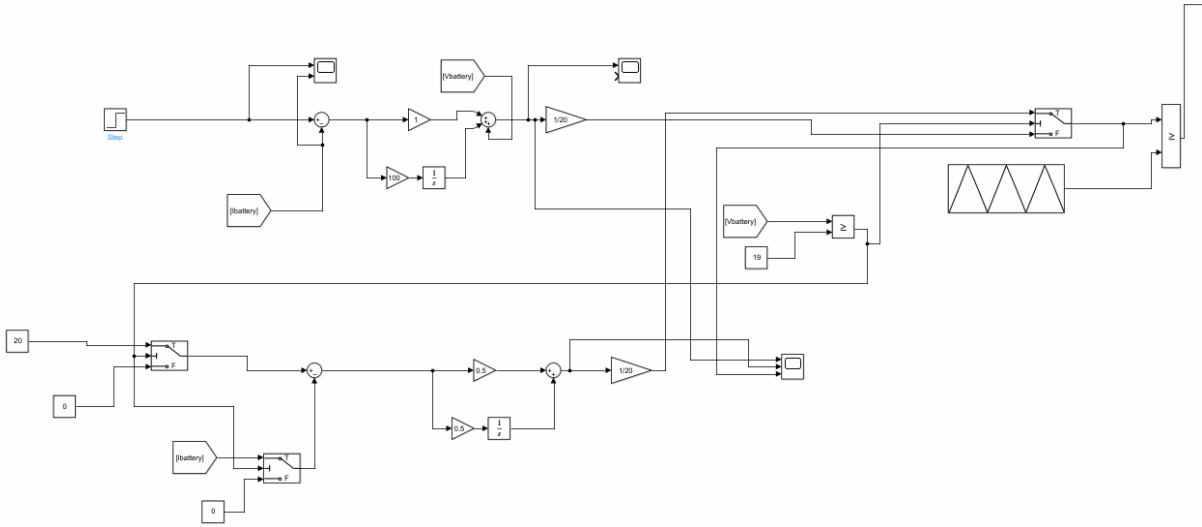 [Vbattery]
Step
1
1/20
T
F
≥
100
1
s
[Ibattery]
[Vbattery]
≥
19
20
T
F
0.5
1/20
0
0.5
1
s
[Ibattery]
T
F
0